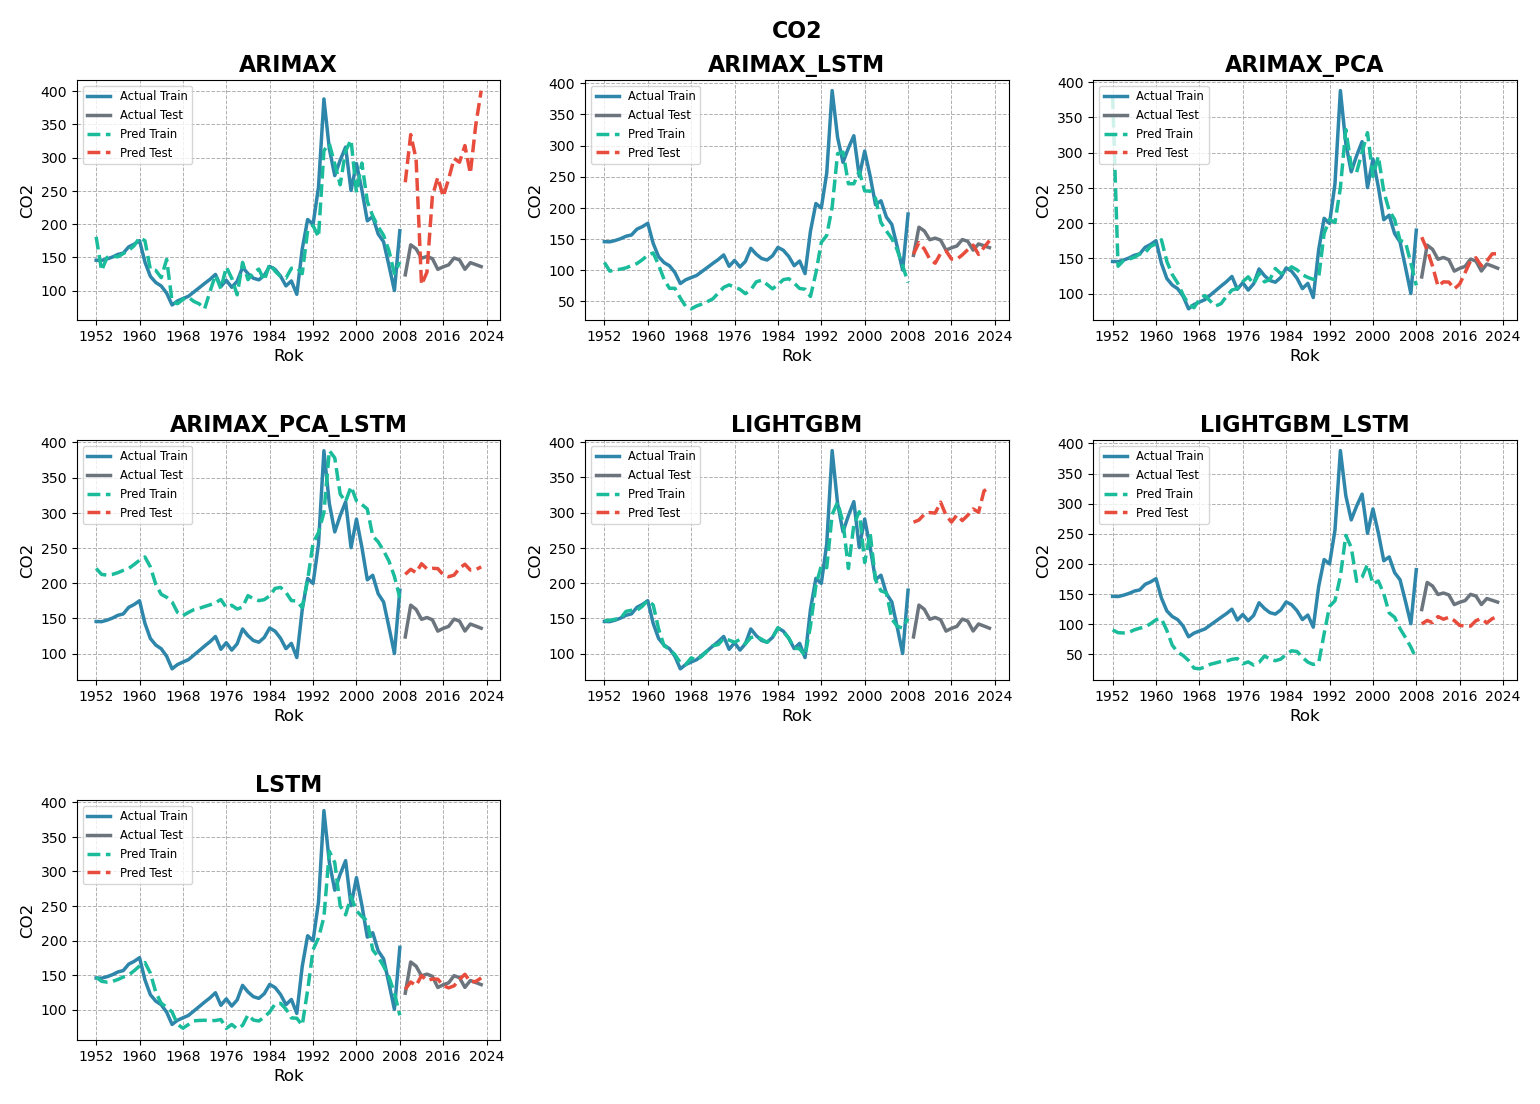 CO2
ARIMAX
CO2
400
350
300
250
200
150
100
Actual Train
Actual Test
Pred Train
Pred Test
1952 1960 1968 1976 1984 1992 2000 2008 2016 2024
Rok
ARIMAX_LSTM
CO2
400
350
300
250
200
150
100
50
Actual Train
Actual Test
Pred Train
Pred Test
1952 1960 1968 1976 1984 1992 2000 2008 2016 2024
Rok
ARIMAX_PCA
CO2
400
350
300
250
200
150
100
Actual Train
Actual Test
Pred Train
Pred Test
1952 1960 1968 1976 1984 1992 2000 2008 2016 2024
Rok
ARIMAX_PCA_LSTM
CO2
400
350
300
250
200
150
100
Actual Train
Actual Test
Pred Train
Pred Test
1952 1960 1968 1976 1984 1992 2000 2008 2016 2024
Rok
LIGHTGBM
CO2
400
350
300
250
200
150
100
Actual Train
Actual Test
Pred Train
Pred Test
1952 1960 1968 1976 1984 1992 2000 2008 2016 2024
Rok
LIGHTGBM_LSTM
CO2
400
350
300
250
200
150
100
50
Actual Train
Actual Test
Pred Train
Pred Test
1952 1960 1968 1976 1984 1992 2000 2008 2016 2024
Rok
LSTM
CO2
400
350
300
250
200
150
100
Actual Train
Actual Test
Pred Train
Pred Test
1952 1960 1968 1976 1984 1992 2000 2008 2016 2024
Rok